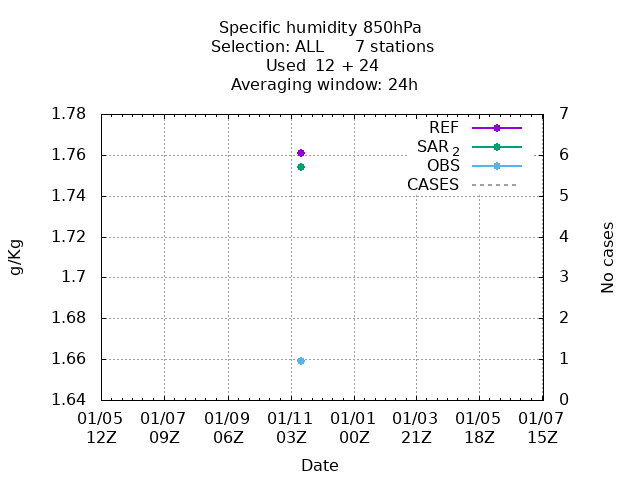 Specific humidity 850hPa
Selection: ALL 7 stations
Used 12 + 24
Averaging window: 24h
1.78
1.76
1.74
1.72
1.7
1.68
1.66
1.64
g/Kg
7
6
5
4
3
2
1
0
No cases
REF
SAR 2
OBS
CASES
01/05 01/07 01/09 01/11 01/01 01/03 01/05 01/07
12Z 09Z 06Z 03Z 00Z 21Z 18Z 15Z
Date